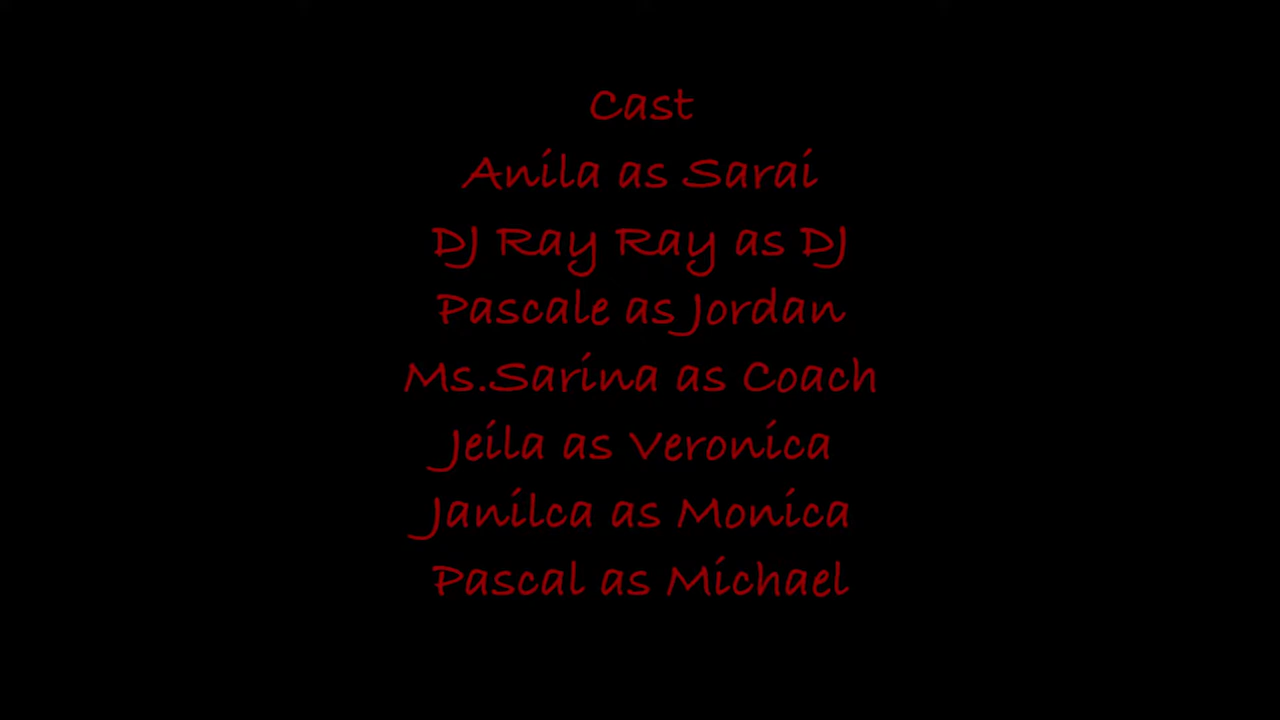 Cast
Anila as Sarai
DJ Ray Ray as DJ
Pascale as Jordan
Ms.Sarina as Coach
Jeila as Veronica
Janilca as Monica
Pascal as Michael